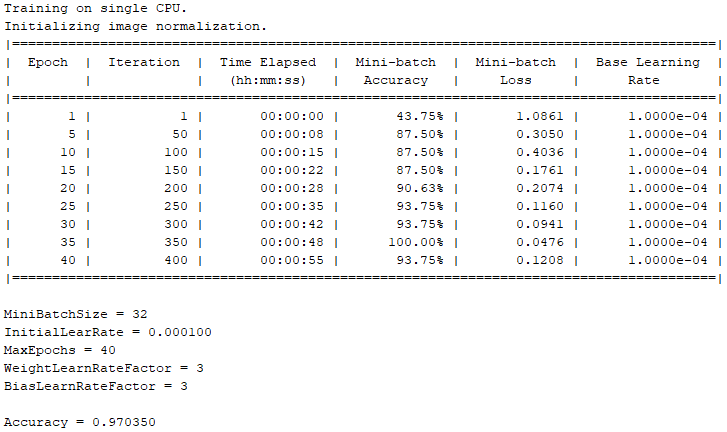 Training on single CPU.
Initializing image normalization.
|========================================================================================|
| Epoch | Iteration | Time Elapsed | Mini-batch | Mini-batch | Base Learning |
| | | (hh:mm:ss) | Accuracy | Loss | Rate |
|========================================================================================|
| 1 | 1 | 00:00:00 | 43.75% | 1.0861 | 1.0000e-04 |
| 5 | 50 | 00:00:08 | 87.50% | 0.3050 | 1.0000e-04 |
| 10 | 100 | 00:00:15 | 87.50% | 0.4036 | 1.0000e-04 |
| 15 | 150 | 00:00:22 | 87.50% | 0.1761 | 1.0000e-04 |
| 20 | 200 | 00:00:28 | 90.63% | 0.2074 | 1.0000e-04 |
| 25 | 250 | 00:00:35 | 93.75% | 0.1160 | 1.0000e-04 |
| 30 | 300 | 00:00:42 | 93.75% | 0.0941 | 1.0000e-04 |
| 35 | 350 | 00:00:48 | 100.00% | 0.0476 | 1.0000e-04 |
| 40 | 400 | 00:00:55 | 93.75% | 0.1208 | 1.0000e-04 |
|========================================================================================|
MiniBatchSize = 32
InitialLearRate = 0.000100
MaxEpochs = 40
WeightLearnRateFactor = 3
BiasLearnRateFactor = 3
Accuracy = 0.970350